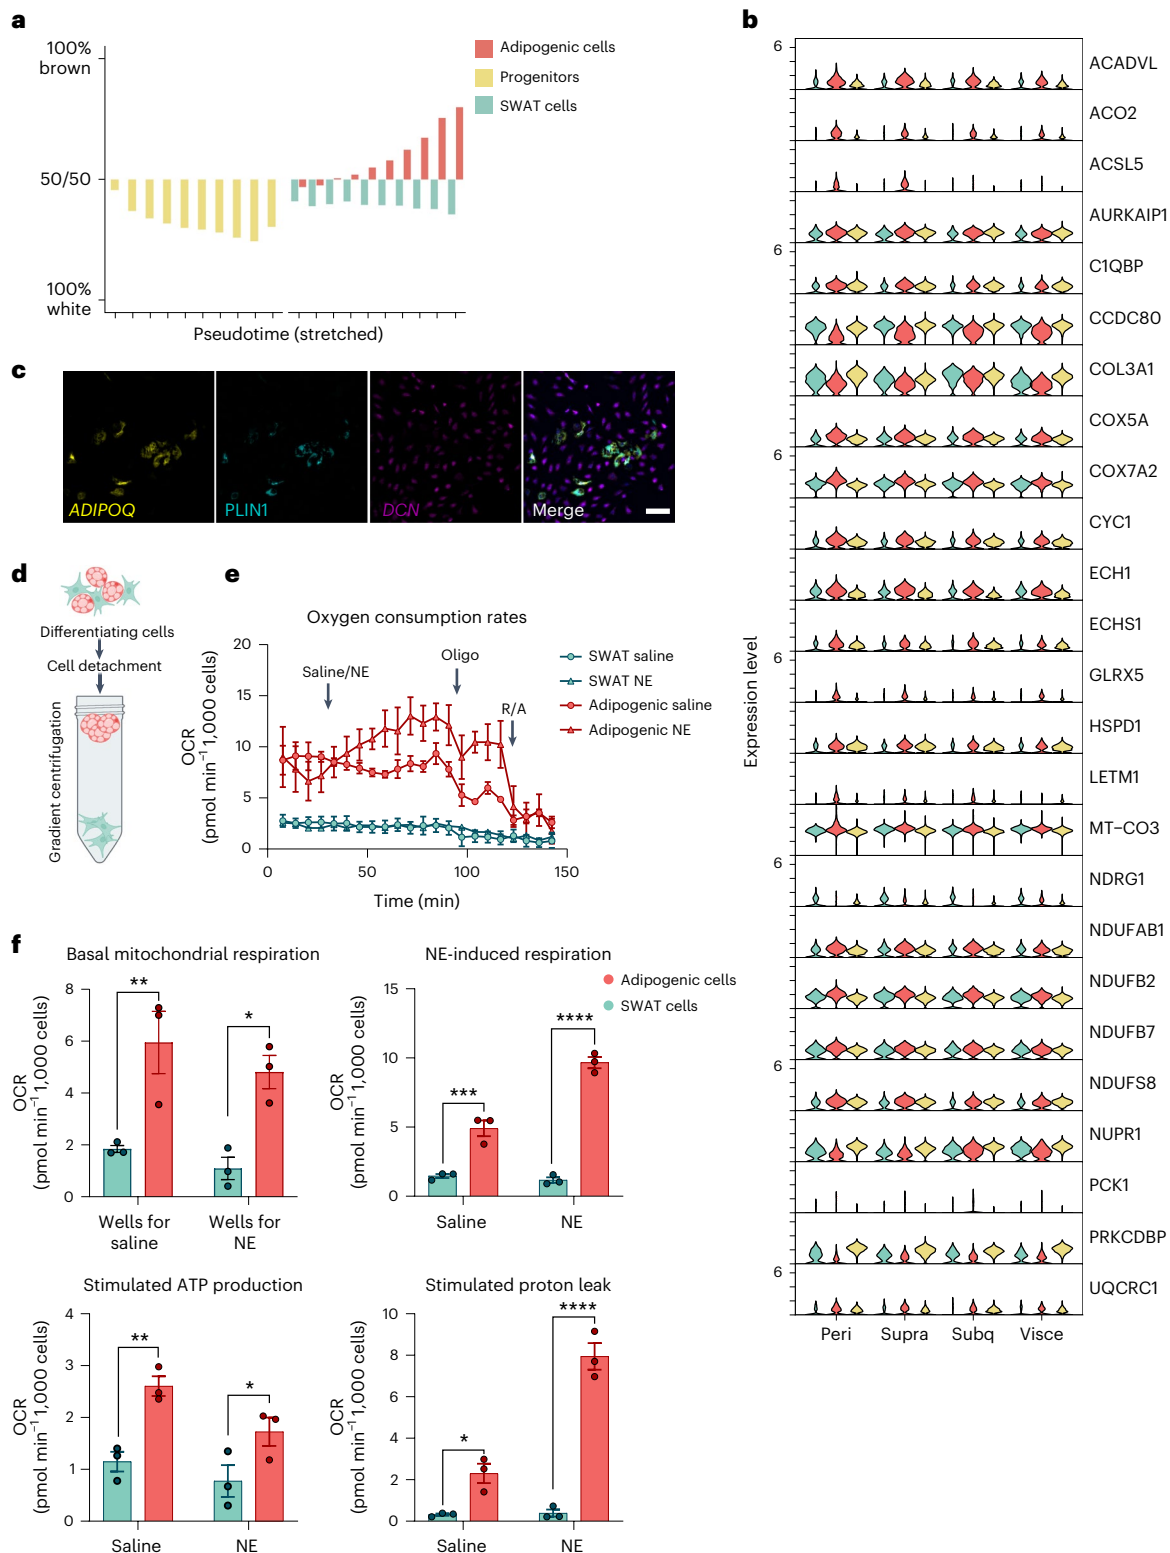 a
100%
brown
50/50
100%
white
Pseudotime (stretched)
Adipogenic cells
Progenitors
SWAT cells
b
Expression level
6
ACADVL
ACO2
ACSL5
AURKAIP1
6
C1QBP
CCDC80
COL3A1
COX5A
6
COX7A2
CYC1
ECH1
ECHS1
6
GLRX5
HSPD1
LETM1
MT–CO3
6
NDRG1
NDUFAB1
NDUFB2
NDUFB7
6
NDUFS8
NUPR1
PCK1
PRKCDBP
6
UQCRC1
Peri Supra Subq Visce
c
ADIPOQ PLIN1 DCN Merge
d
Differentiating cells
Cell detachment
Gradient centrifugation
e
Oxygen consumption rates
OCR
(pmol min⁻¹ 1,000 cells)
20
15
10
5
0
0 50 100 150
Time (min)
Saline/NE
Oligo
R/A
SWAT saline
SWAT NE
Adipogenic saline
Adipogenic NE
f
Basal mitochondrial respiration
OCR
(pmol min⁻¹ 1,000 cells)
8
6
4
2
0
** *
Wells for
saline
Wells for
NE
NE-induced respiration
OCR
(pmol min⁻¹ 1,000 cells)
15
10
5
0
*** ****
Saline NE
Adipogenic cells
SWAT cells
Stimulated ATP production
OCR
(pmol min⁻¹ 1,000 cells)
4
3
2
1
0
** *
Saline NE
Stimulated proton leak
OCR
(pmol min⁻¹ 1,000 cells)
10
8
6
4
2
0
* ****
Saline NE